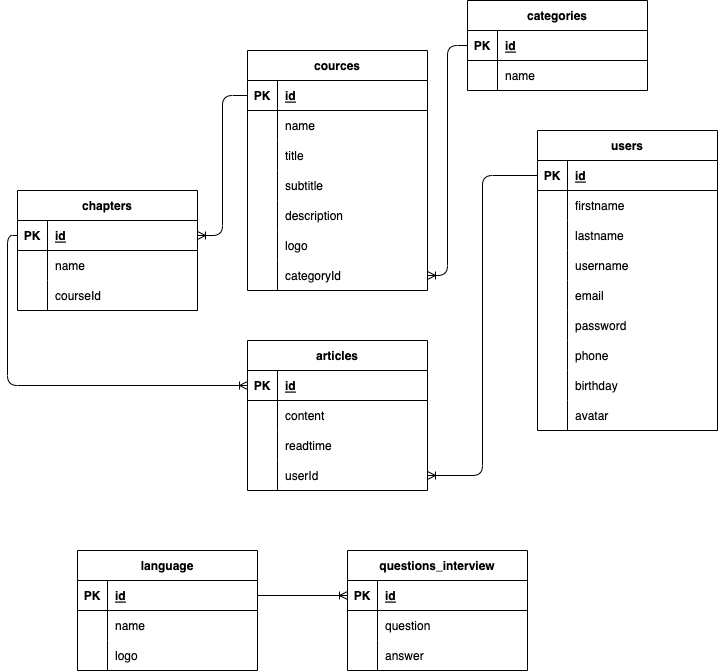 categories
PK id
name
cources
PK id
name
title
subtitle
description
logo
categoryId
users
PK id
firstname
lastname
username
email
password
phone
birthday
avatar
chapters
PK id
name
courseId
articles
PK id
content
readtime
userId
language
PK id
name
logo
questions_interview
PK id
question
answer